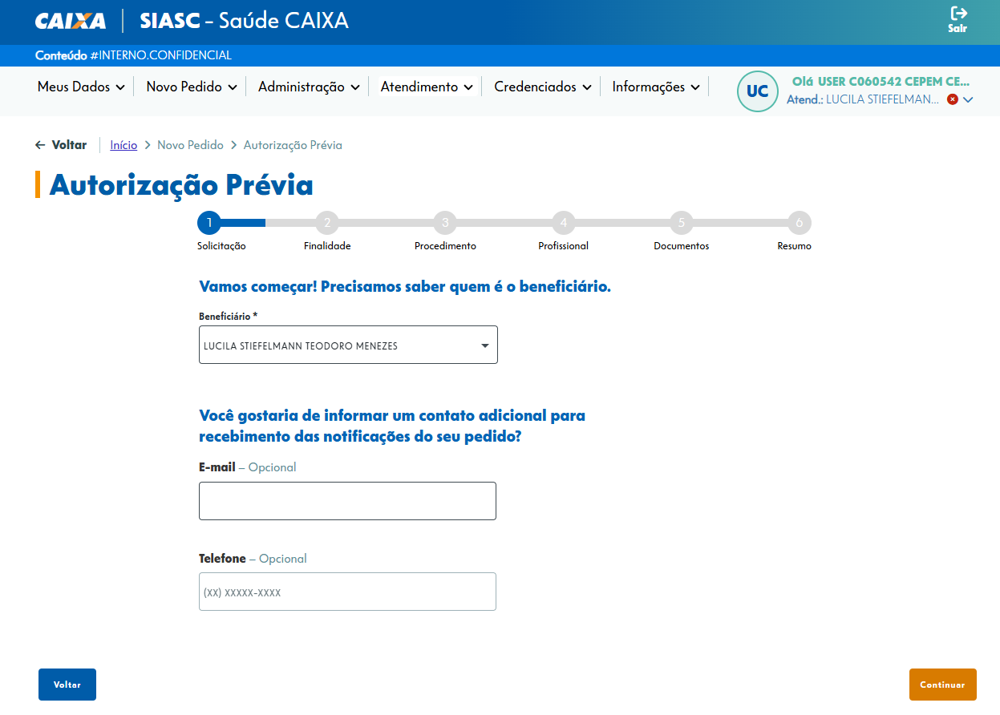 CAIXA SIASC - Saúde CAIXA
Sair
Conteúdo #INTERNO.CONFIDENCIAL
Meus Dados Novo Pedido Administração Atendimento Credenciados Informações
UC
Olá USER C060542 CEPEM CE...
Atend.: LUCILA STIEFELMAN...
Voltar Início > Novo Pedido > Autorização Prévia
Autorização Prévia
1 2 3 4 5 6
Solicitação Finalidade Procedimento Profissional Documentos Resumo
Vamos começar! Precisamos saber quem é o beneficiário.
Beneficiário *
LUCILA STIEFELMANN TEODORO MENEZES
Você gostaria de informar um contato adicional para
recebimento das notificações do seu pedido?
E-mail – Opcional
Telefone – Opcional
(XX) XXXXX-XXXX
Voltar Continuar